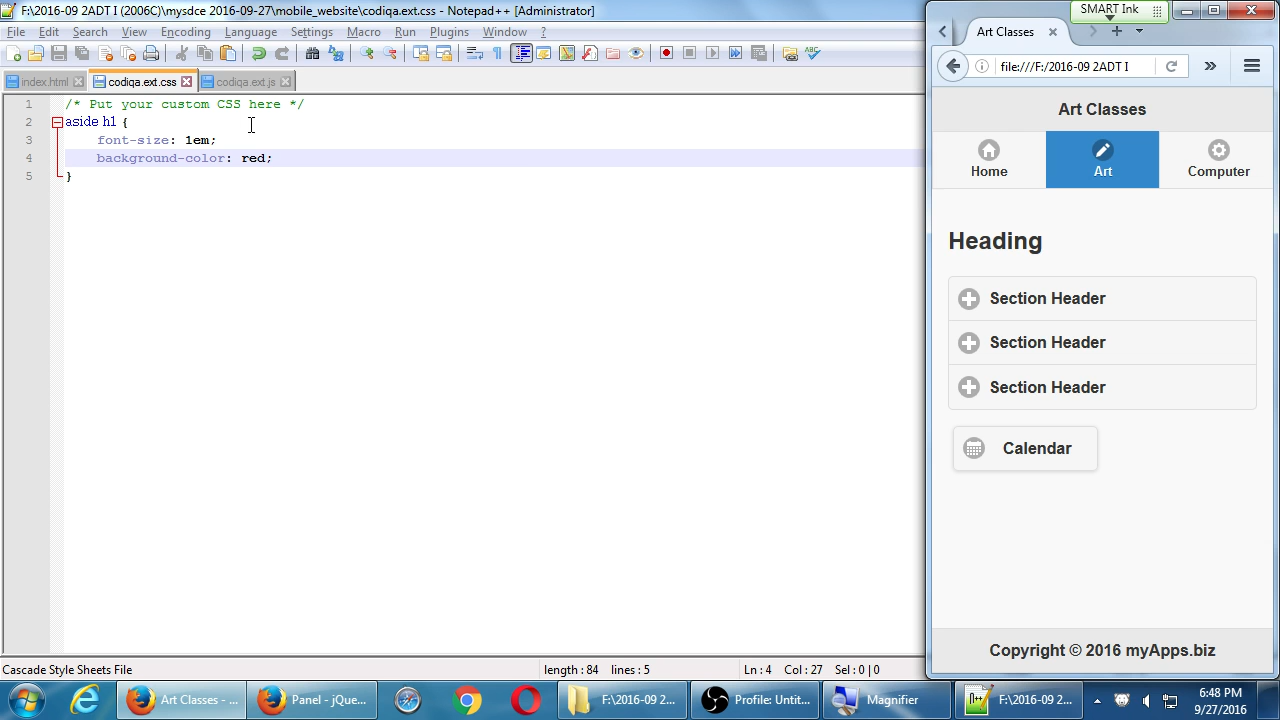 F:\2016-09 2ADT I (2006C)\mysdce 2016-09-27\mobile_website\codiqa.ext.css - Notepad++ [Administrator]
File Edit Search View Encoding Language Settings Macro Run Plugins Window ?
index.html codiqa.ext.css codiqa.ext.js
1 /* Put your custom CSS here */
2 aside h1 {
3 font-size: 1em;
4 background-color: red;
5 }
Cascade Style Sheets File length : 84 lines : 5 Ln : 4 Col : 27 Sel : 0 | 0
SMART Ink
Art Classes
file:///F:/2016-09 2ADT I
Art Classes
Home Art Computer
Heading
Section Header
Section Header
Section Header
Calendar
Copyright © 2016 myApps.biz
Art Classes - ... Panel - jQue... F:\2016-09 2... Profile: Untit... Magnifier F:\2016-09 2... 6:48 PM
9/27/2016